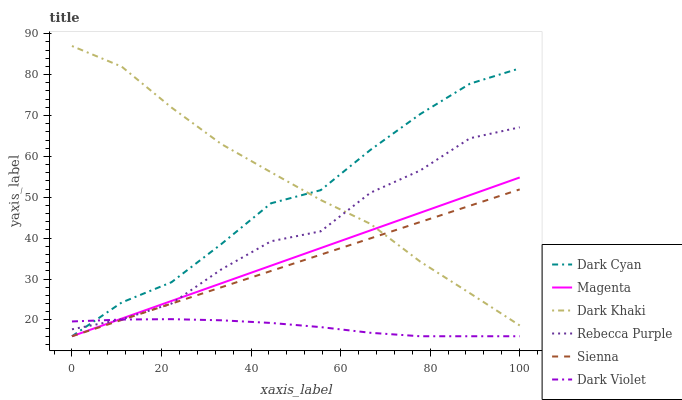 title
90
80
70
60
50
40
30
20
yaxis_label
0
20
40
60
80
100
xaxis_label
Dark Cyan
Magenta
Dark Khaki
Rebecca Purple
Sienna
Dark Violet